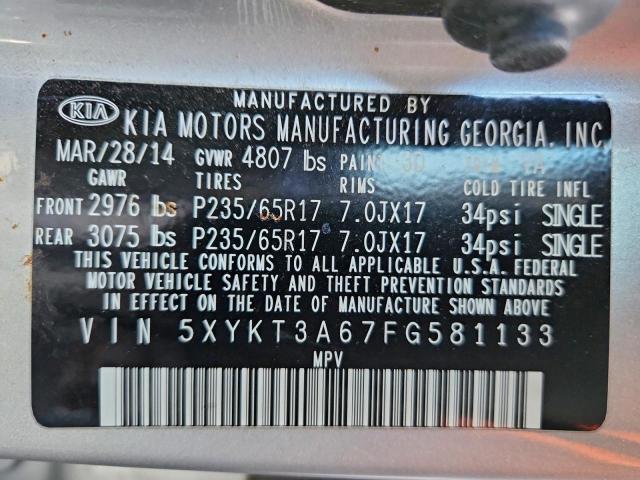 MANUFACTURED BY
KIA KIA MOTORS MANUFACTURING GEORGIA, INC.
MAR/28/14 GVWR 4807 lbs PAINT
GAWR TIRES RIMS COLD TIRE INFL
FRONT 2976 lbs P235/65R17 7.0JX17 34psi SINGLE
REAR 3075 lbs P235/65R17 7.0JX17 34psi SINGLE
THIS VEHICLE CONFORMS TO ALL APPLICABLE U.S.A. FEDERAL
MOTOR VEHICLE SAFETY AND THEFT PREVENTION STANDARDS
IN EFFECT ON THE DATE OF MANUFACTURE SHOWN ABOVE
VIN 5XYKT3A67FG581133
MPV